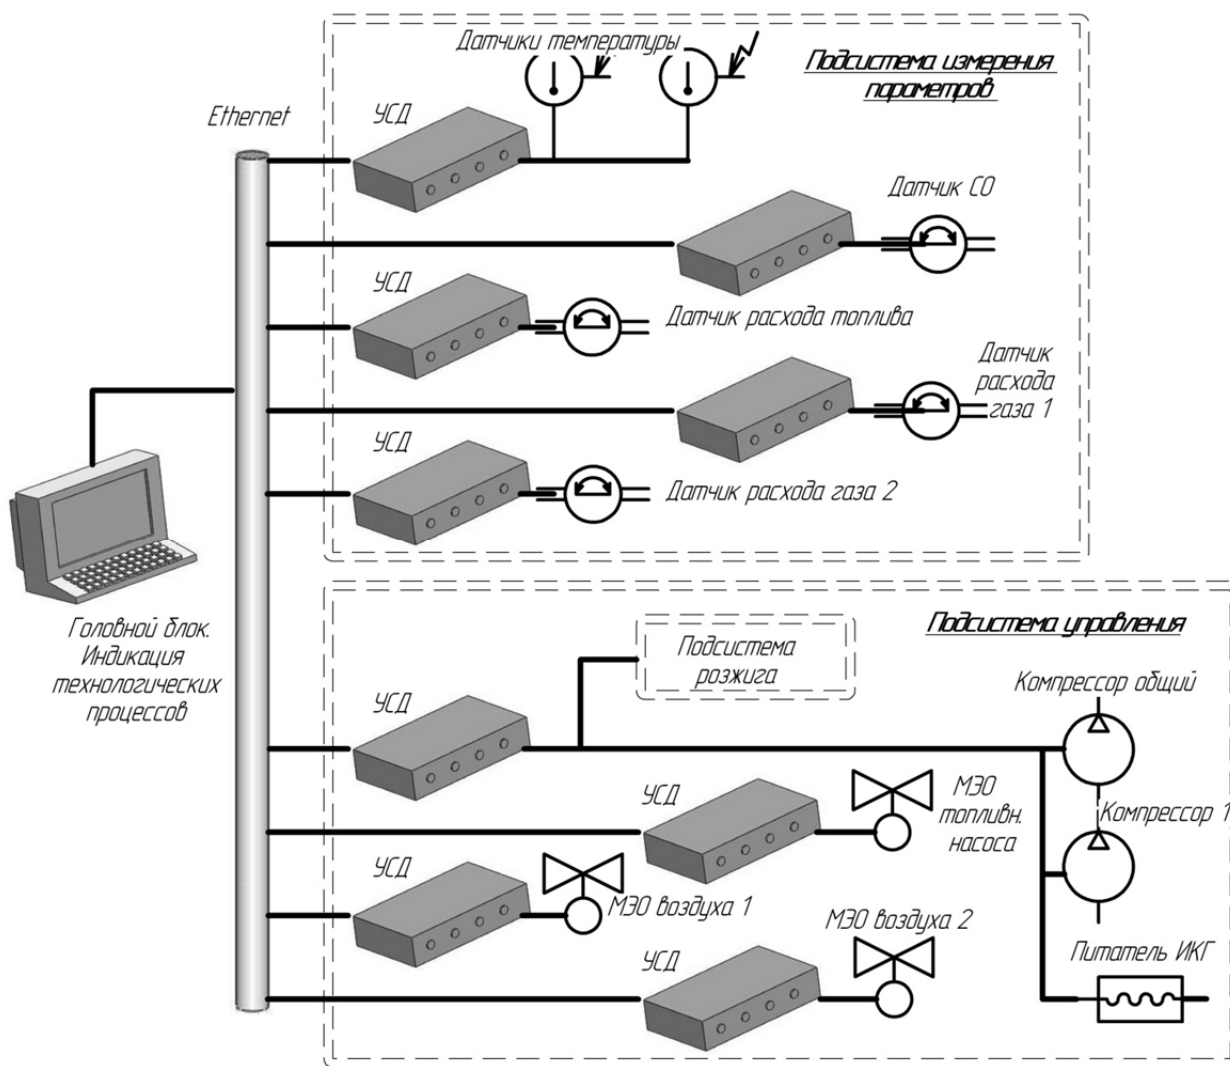 Датчики температуры
Подсистема измерения
параметров
Ethernet
УСД
Датчик СО
УСД
Датчик расхода топлива
Датчик
расхода
газа 1
УСД
Датчик расхода газа 2
Головной блок.
Индикация
технологических
процессов
Подсистема управления
Подсистема
розжига
Компрессор общий
УСД
УСД
МЭО
топливн.
насоса
Компрессор 1
УСД
МЭО воздуха 1
МЭО воздуха 2
УСД
Питатель ИКГ